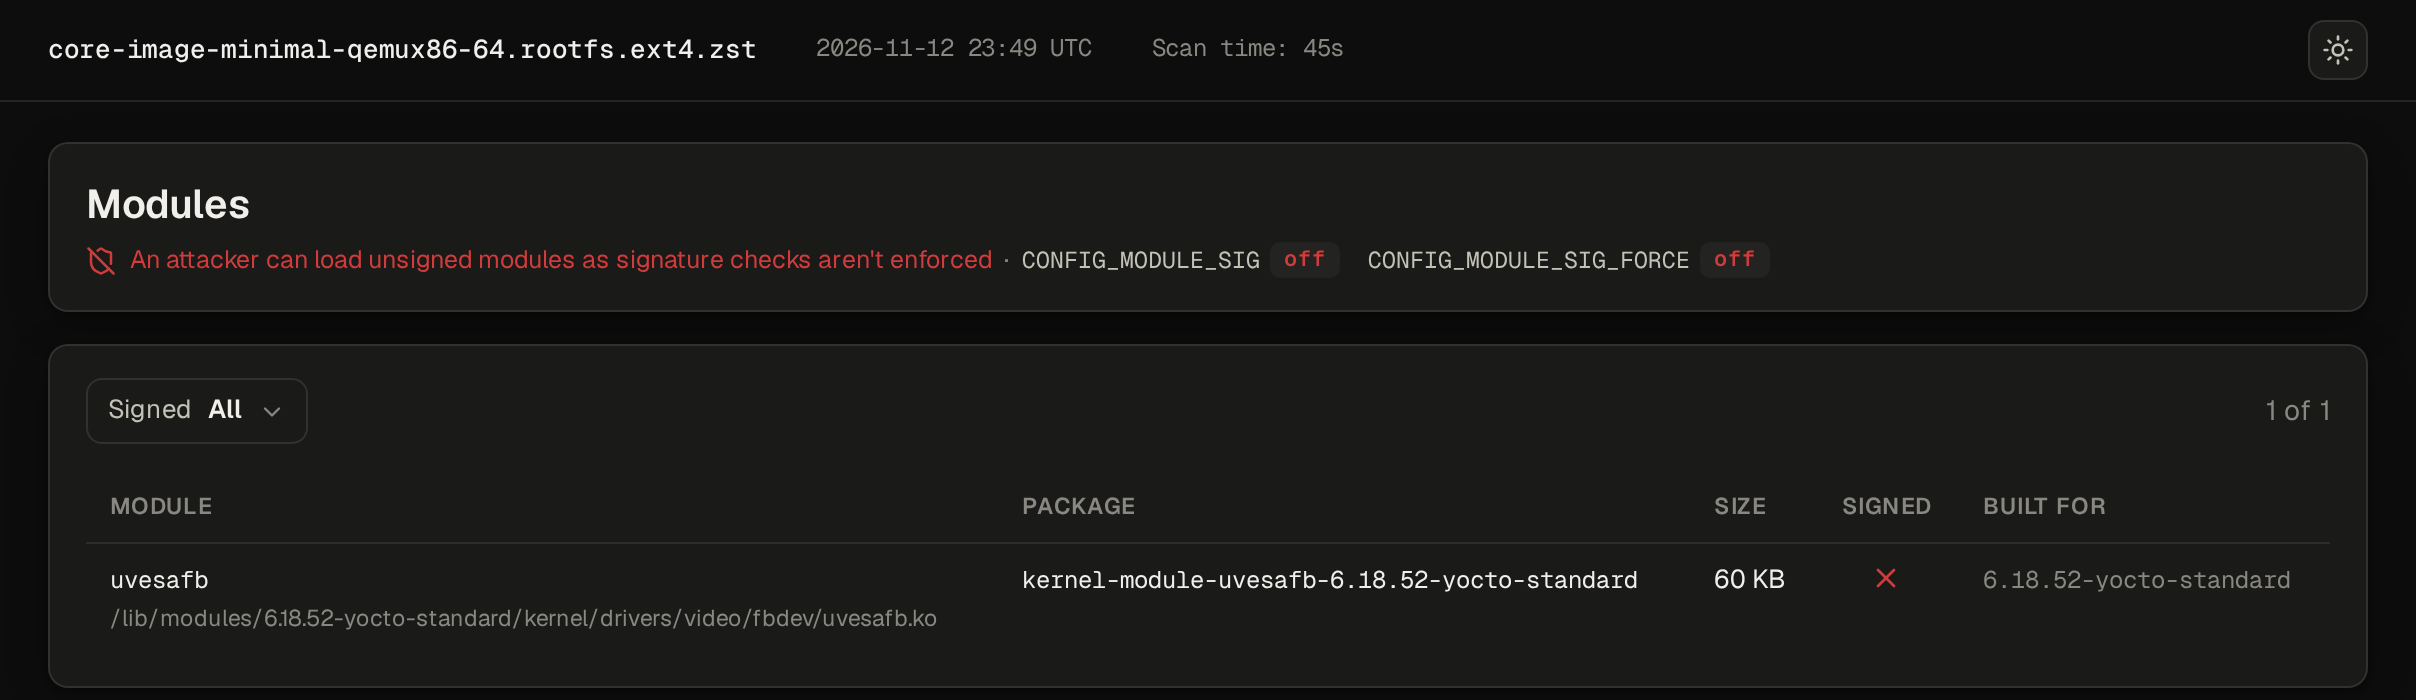 core-image-minimal-qemux86-64.rootfs.ext4.zst 2026-11-12 23:49 UTC Scan time: 45s
Modules
An attacker can load unsigned modules as signature checks aren't enforced · CONFIG_MODULE_SIG off CONFIG_MODULE_SIG_FORCE off
Signed All 1 of 1
MODULE PACKAGE SIZE SIGNED BUILT FOR
uvesafb kernel-module-uvesafb-6.18.52-yocto-standard 60 KB 6.18.52-yocto-standard
/lib/modules/6.18.52-yocto-standard/kernel/drivers/video/fbdev/uvesafb.ko